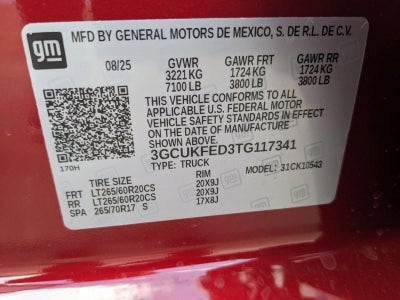 gm
MFD BY GENERAL MOTORS DE MEXICO, S. DE R.L. DE C.V.
08/25 GVWR GAWR FRT GAWR RR
3221 KG 1724 KG 1724 KG
7100 LB 3800 LB 3800 LB
THIS VEHICLE CONFORMS TO ALL
APPLICABLE U.S. FEDERAL MOTOR
VEHICLE SAFETY STANDARDS IN EFFECT
ON THE DATE OF MANUFACTURE SHOWN ABOVE.
3GCUKFED3TG117341
170H TYPE: TRUCK MODEL: 31CK10543
TIRE SIZE RIM
FRT LT265/60R20CS 20X9J
RR LT265/60R20CS 20X9J
SPA 265/70R17 S 17X8J